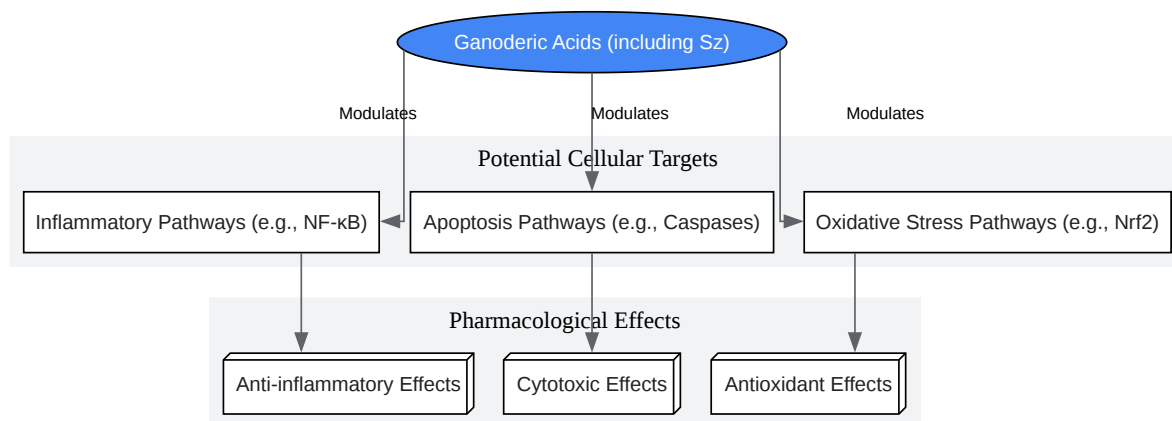 Ganoderic Acids (including Sz)
Modulates
Modulates
Modulates
Potential Cellular Targets
Inflammatory Pathways (e.g., NF-κB)
Apoptosis Pathways (e.g., Caspases)
Oxidative Stress Pathways (e.g., Nrf2)
Pharmacological Effects
Anti-inflammatory Effects
Cytotoxic Effects
Antioxidant Effects